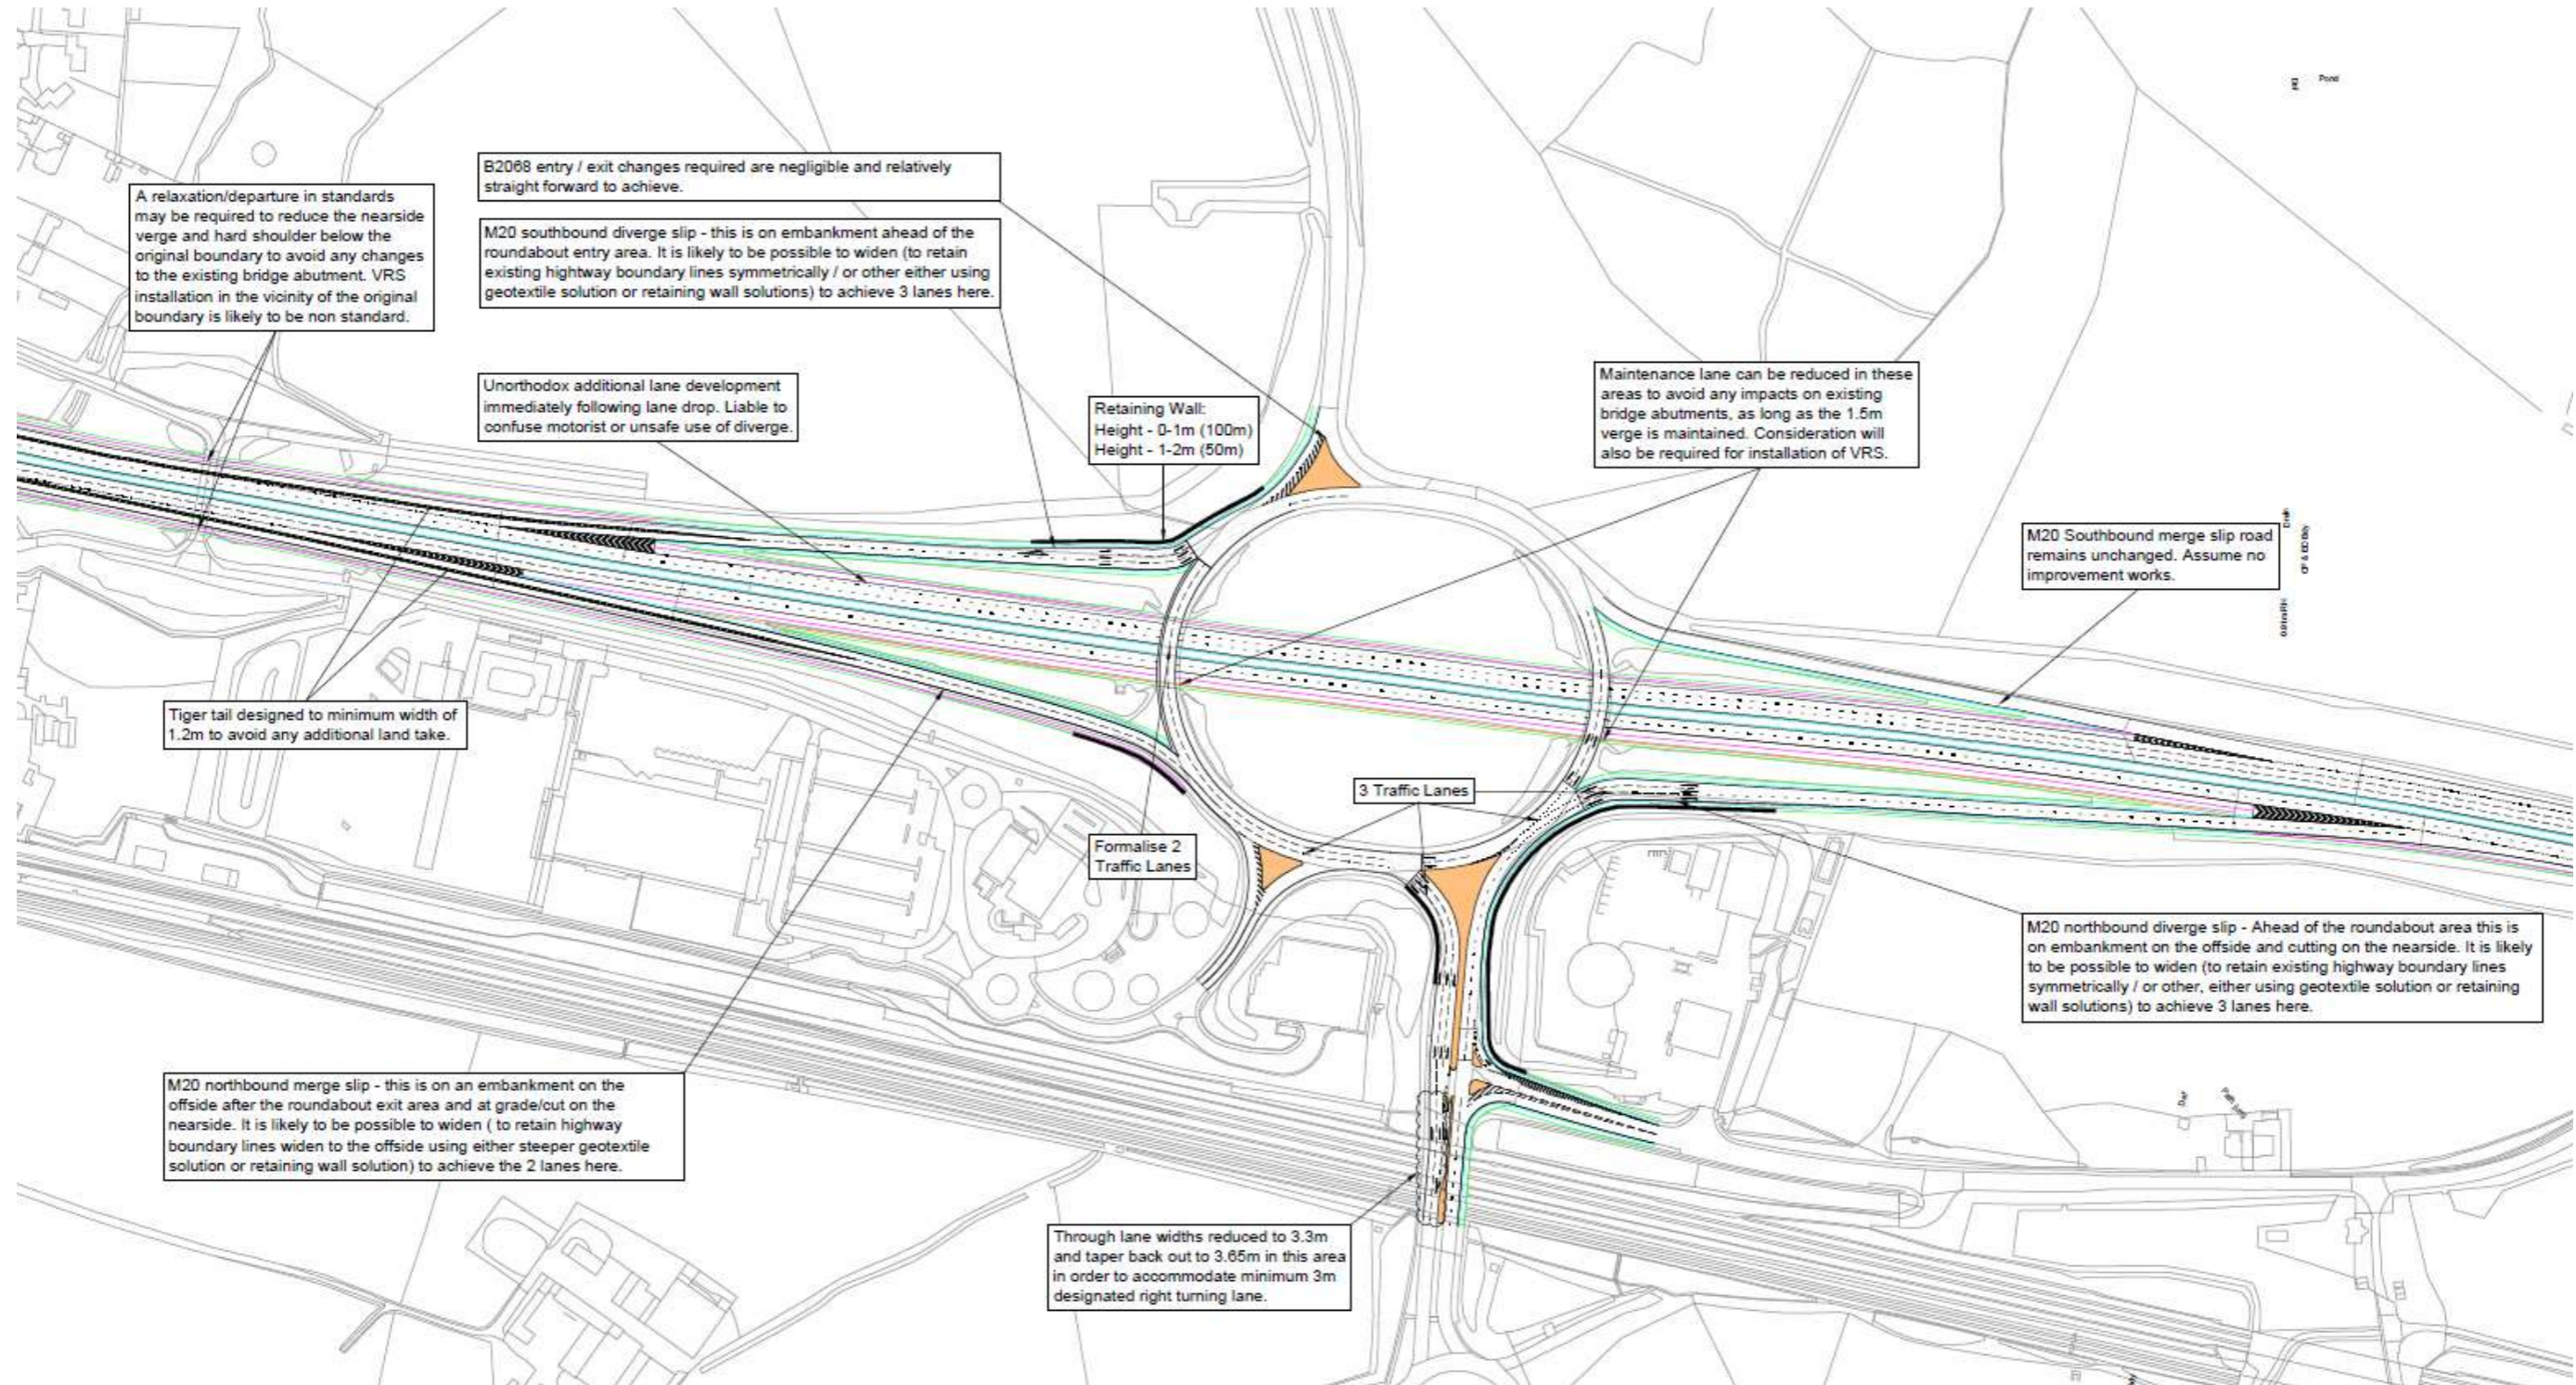 Pond
B2068 entry / exit changes required are negligible and relatively
straight forward to achieve.
A relaxation/departure in standards
may be required to reduce the nearside
verge and hard shoulder below the
original boundary to avoid any changes
to the existing bridge abutment. VRS
installation in the vicinity of the original
boundary is likely to be non standard.
M20 southbound diverge slip - this is on embankment ahead of the
roundabout entry area. It is likely to be possible to widen (to retain
existing hightway boundary lines symmetrically / or other either using
geotextile solution or retaining wall solutions) to achieve 3 lanes here.
Unorthodox additional lane development
immediately following lane drop. Liable to
confuse motorist or unsafe use of diverge.
Retaining Wall:
Height - 0-1m (100m)
Height - 1-2m (50m)
Maintenance lane can be reduced in these
areas to avoid any impacts on existing
bridge abutments, as long as the 1.5m
verge is maintained. Consideration will
also be required for installation of VRS.
Drain
M20 Southbound merge slip road
remains unchanged. Assume no
improvement works.
Tiger tail designed to minimum width of
1.2m to avoid any additional land take.
3 Traffic Lanes
Formalise 2
Traffic Lanes
M20 northbound diverge slip - Ahead of the roundabout area this is
on embankment on the offside and cutting on the nearside. It is likely
to be possible to widen (to retain existing highway boundary lines
symmetrically / or other, either using geotextile solution or retaining
wall solutions) to achieve 3 lanes here.
M20 northbound merge slip - this is on an embankment on the
offside after the roundabout exit area and at grade/cut on the
nearside. It is likely to be possible to widen ( to retain highway
boundary lines widen to the offside using either steeper geotextile
solution or retaining wall solution) to achieve the 2 lanes here.
Through lane widths reduced to 3.3m
and taper back out to 3.65m in this area
in order to accommodate minimum 3m
designated right turning lane.